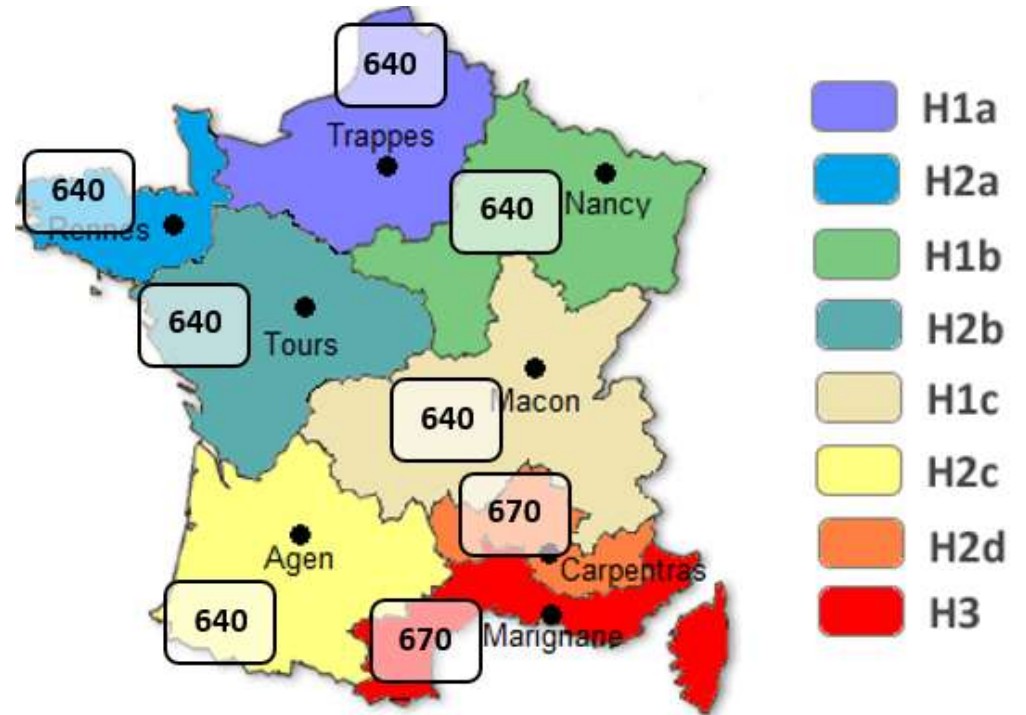 640
Trappes
640
Rennes
640
Nancy
640
Tours
640
Macon
670
Carpentras
Agen
640
670
Marignane
H1a
H2a
H1b
H2b
H1c
H2c
H2d
H3